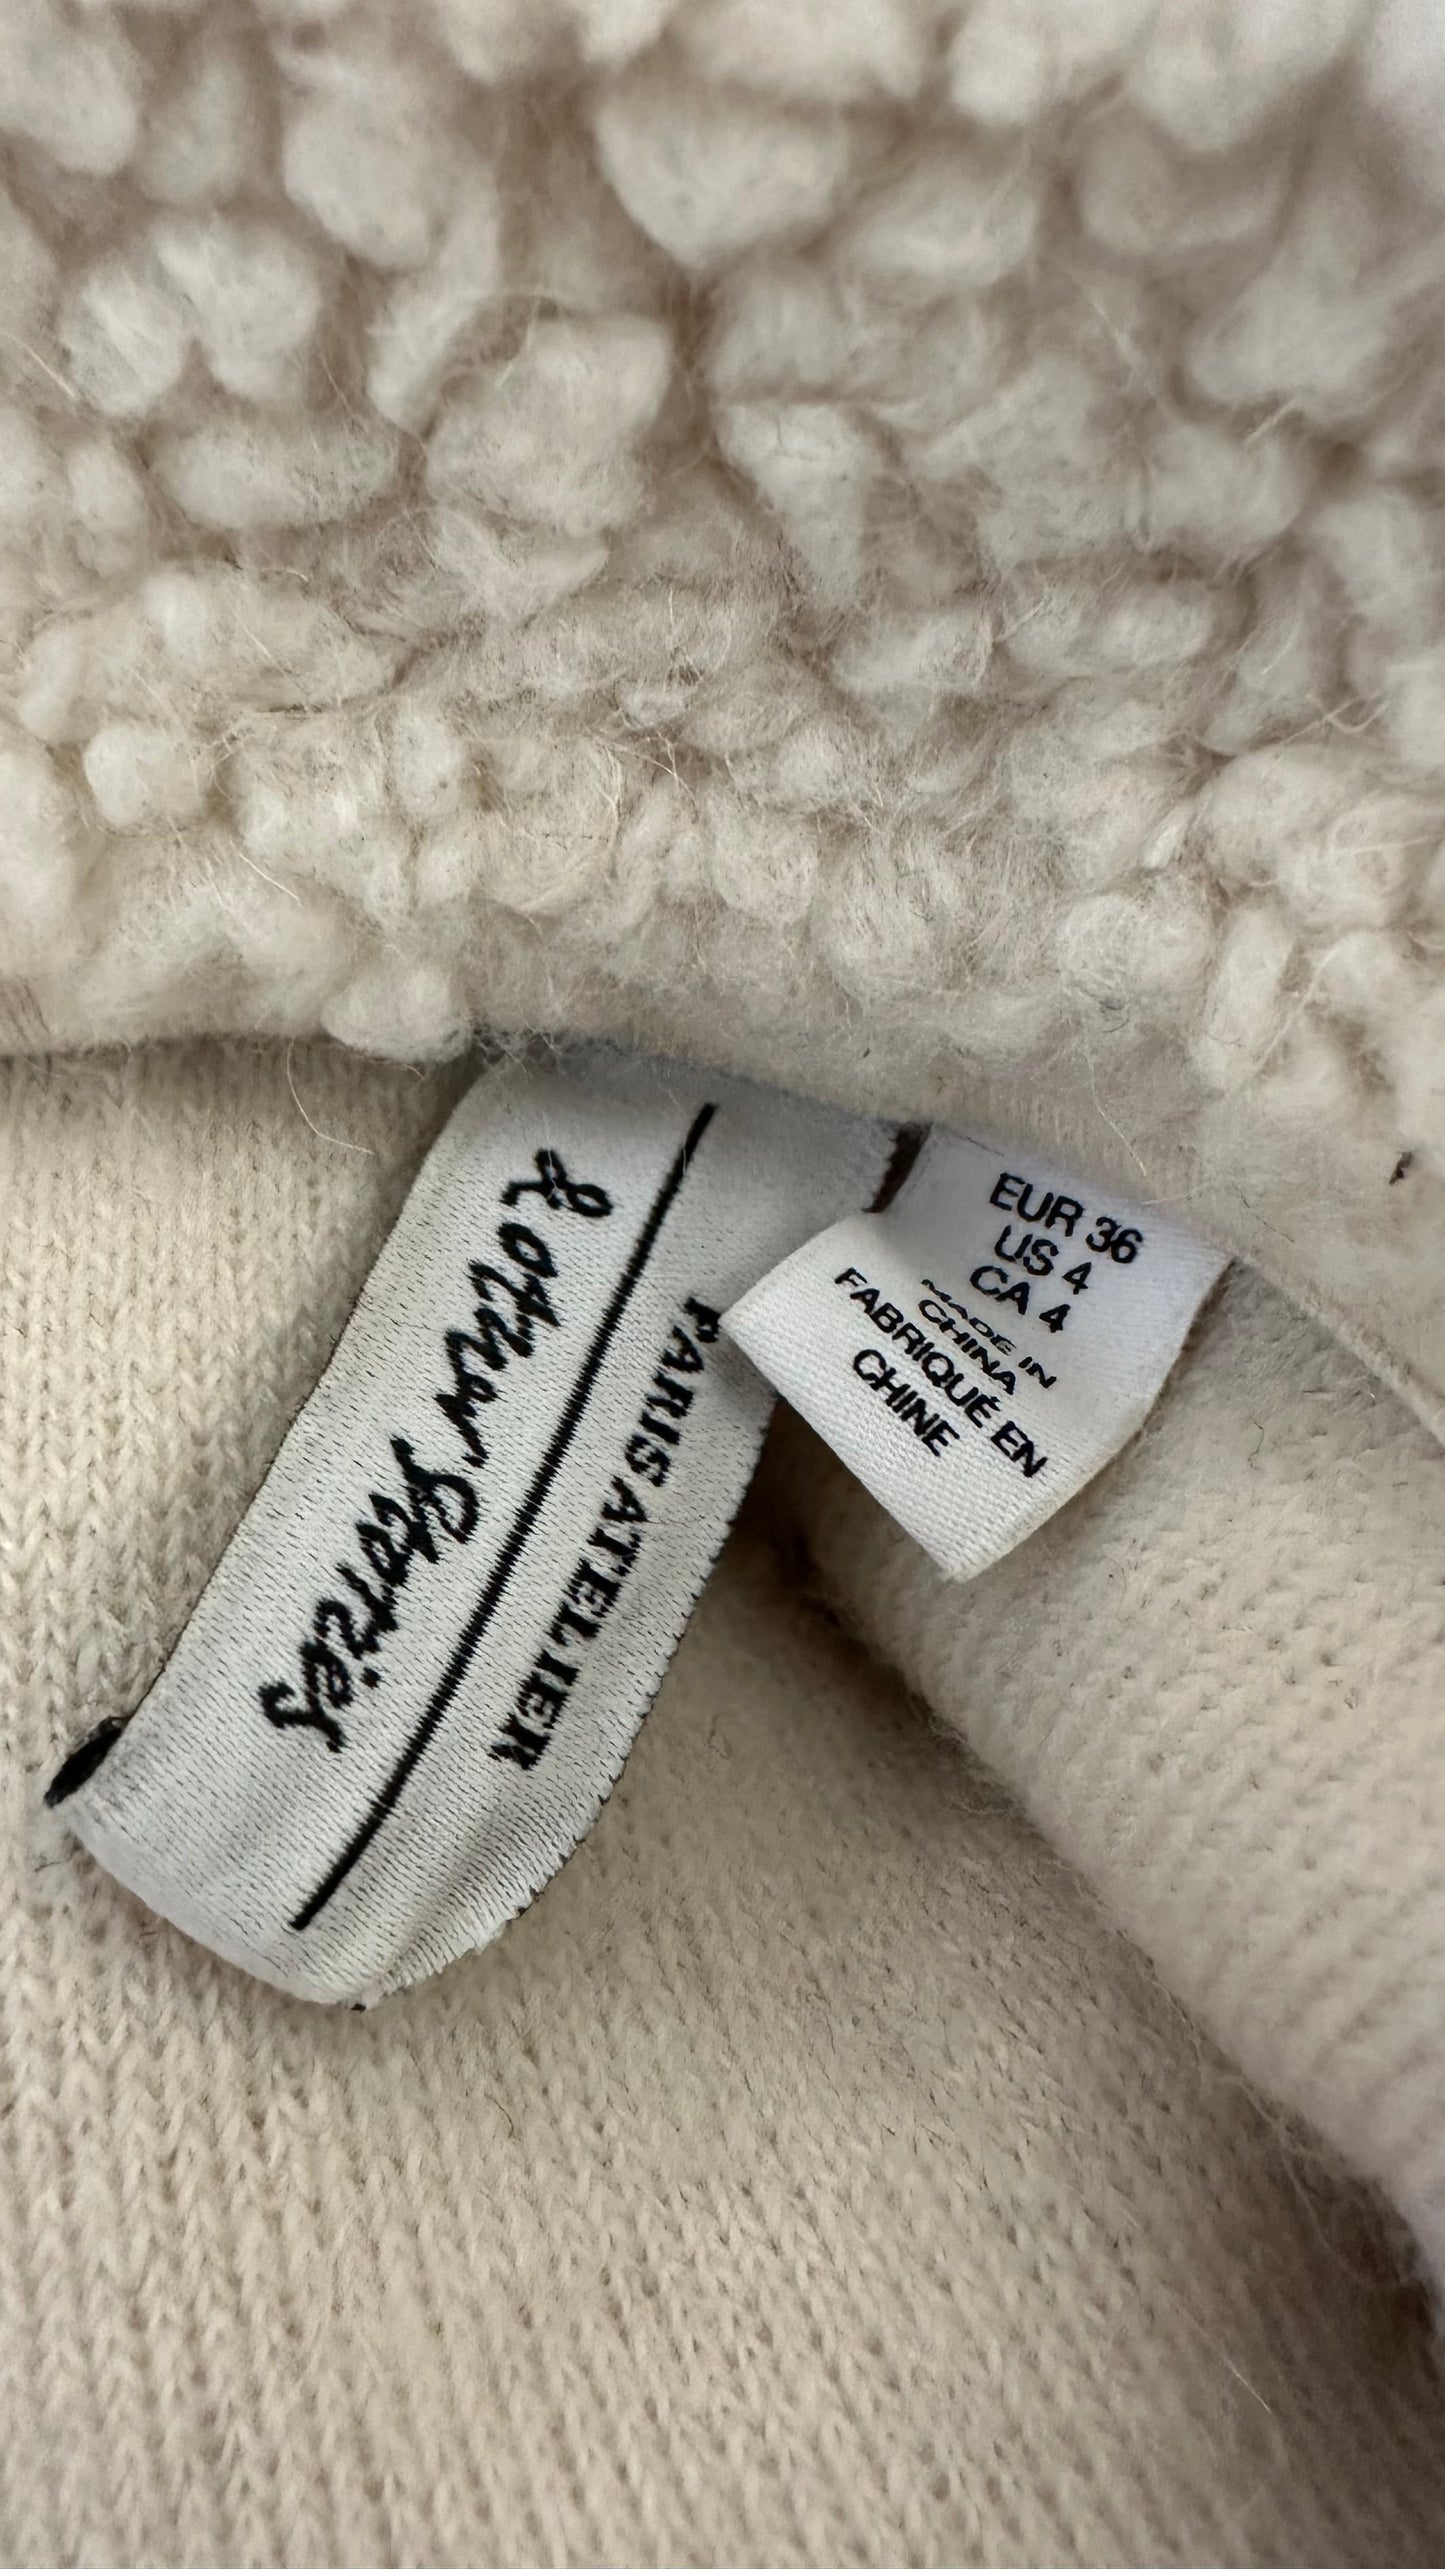 & other Stories
PARIS ATELIER
EUR 36
US 4
CA 4
MADE IN
CHINA
FABRIQUÉ EN
CHINE